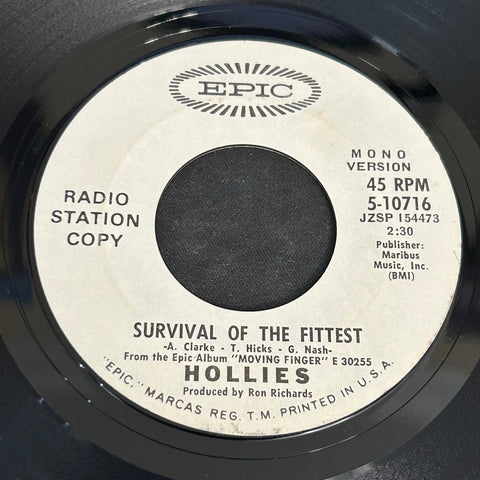 EPIC
MONO
VERSION
RADIO
STATION
COPY
45 RPM
5-10716
JZSP 154473
2:30
Publisher:
Maribus
Music, Inc.
(BMI)
SURVIVAL OF THE FITTEST
-A. Clarke - T. Hicks - G. Nash-
From the Epic Album "MOVING FINGER" E 30255
HOLLIES
Produced by Ron Richards
"EPIC," MARCAS REG. T.M. PRINTED IN U.S.A.